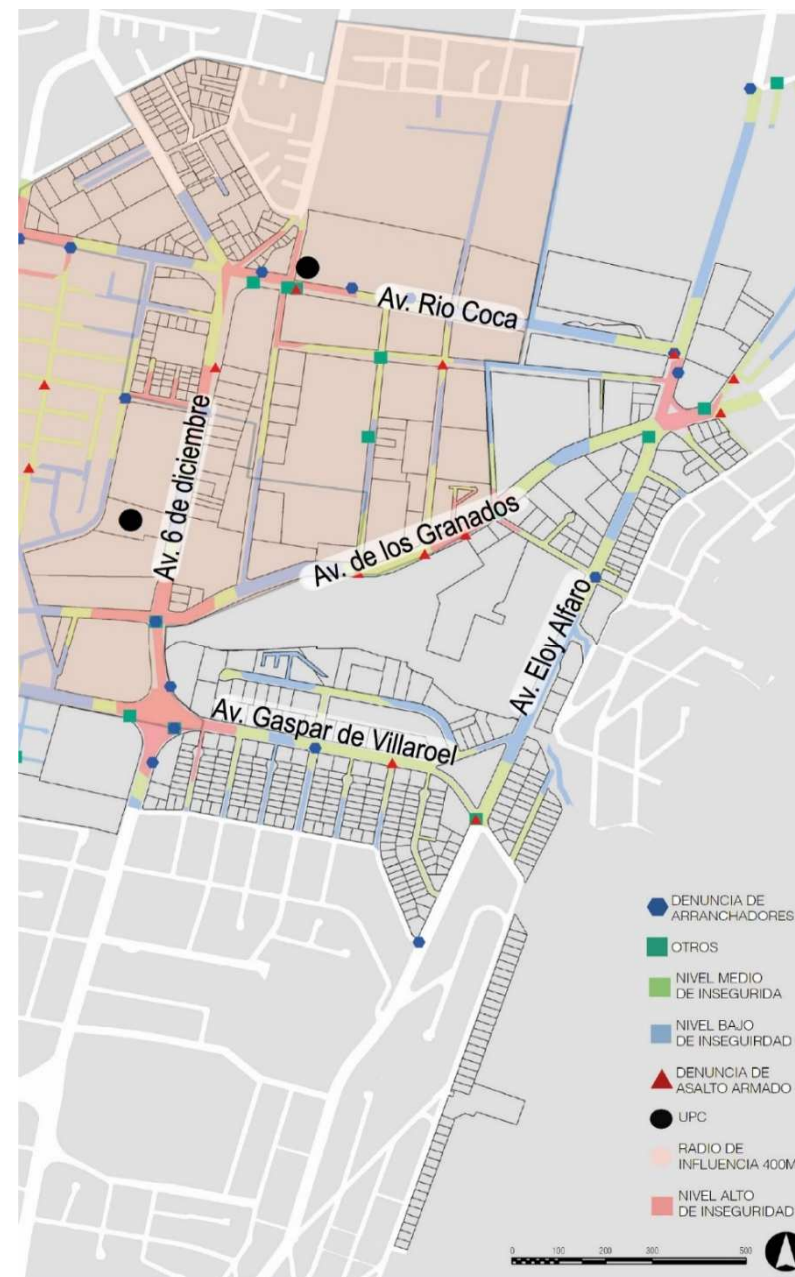 Av. Rio Coca
Av. 6 de diciembre
Av. de los Granados
Av. Eloy Alfaro
Av. Gaspar de Villaroel
DENUNCIA DE
ARRANCHADORES
OTROS
NIVEL MEDIO
DE INSEGURIDA
NIVEL BAJO
DE INSEGUIRDAD
DENUNCIA DE
ASALTO ARMADO
UPC
RADIO DE
INFLUENCIA 400M
NIVEL ALTO
DE INSEGURIDAD
0 100 200 300 500